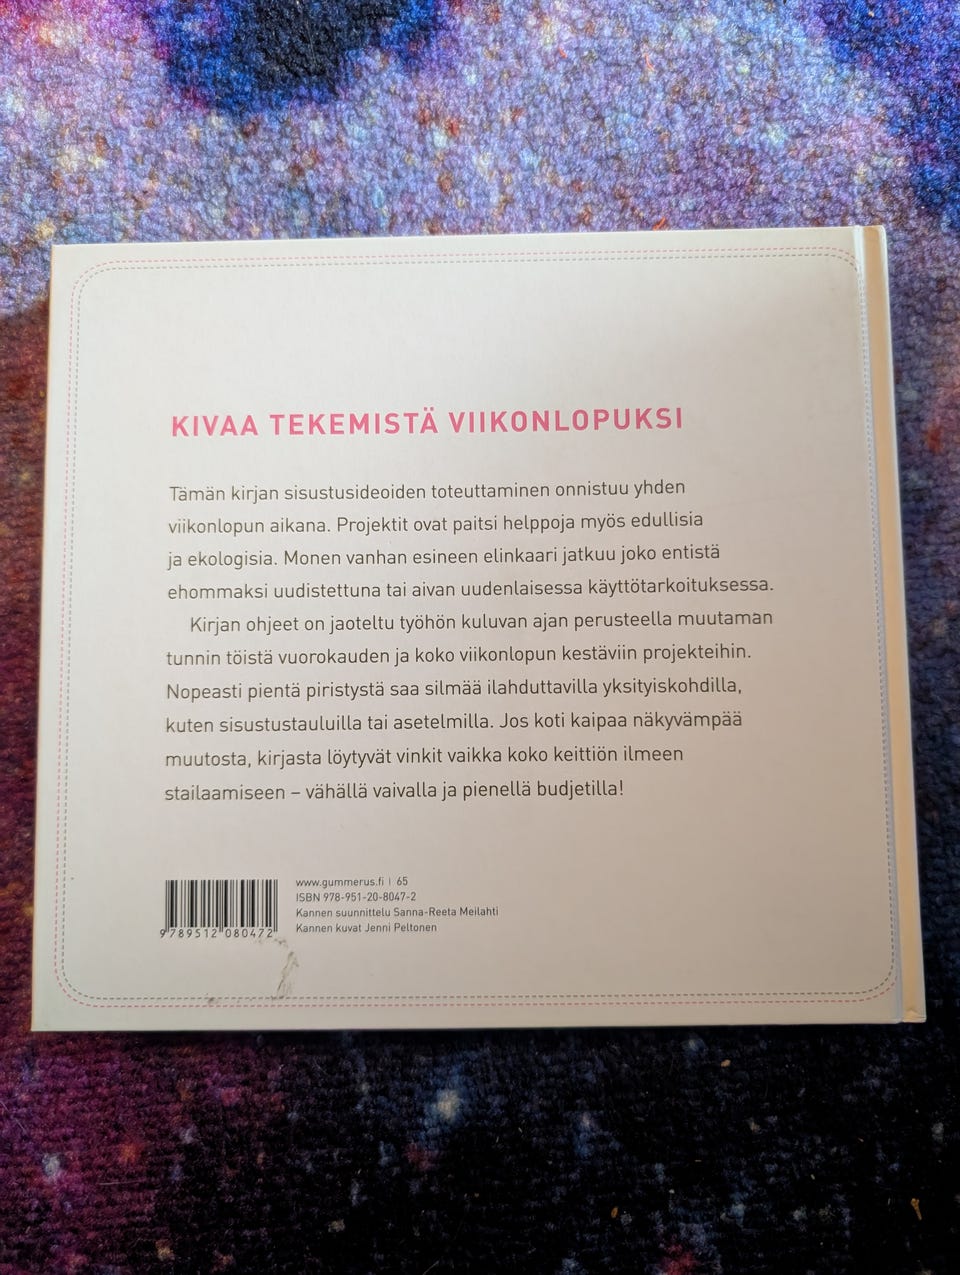 KIVAA TEKEMISTÄ VIIKONLOPUKSI
Tämän kirjan sisustusideoiden toteuttaminen onnistuu yhden
viikonlopun aikana. Projektit ovat paitsi helppoja myös edullisia
ja ekologisia. Monen vanhan esineen elinkaari jatkuu joko entistä
ehommaksi uudistettuna tai aivan uudenlaisessa käyttötarkoituksessa.
Kirjan ohjeet on jaoteltu työhön kuluvan ajan perusteella muutaman
tunnin töistä vuorokauden ja koko viikonlopun kestäviin projekteihin.
Nopeasti pientä piristystä saa silmää ilahduttavilla yksityiskohdilla,
kuten sisustustauluilla tai asetelmilla. Jos koti kaipaa näkyvämpää
muutosta, kirjasta löytyvät vinkit vaikka koko keittiön ilmeen
stailaamiseen – vähällä vaivalla ja pienellä budjetilla!
www.gummerus.fi | 65
ISBN 978-951-20-8047-2
Kannen suunnittelu Sanna-Reeta Meilahti
Kannen kuvat Jenni Peltonen
9 789512 080472